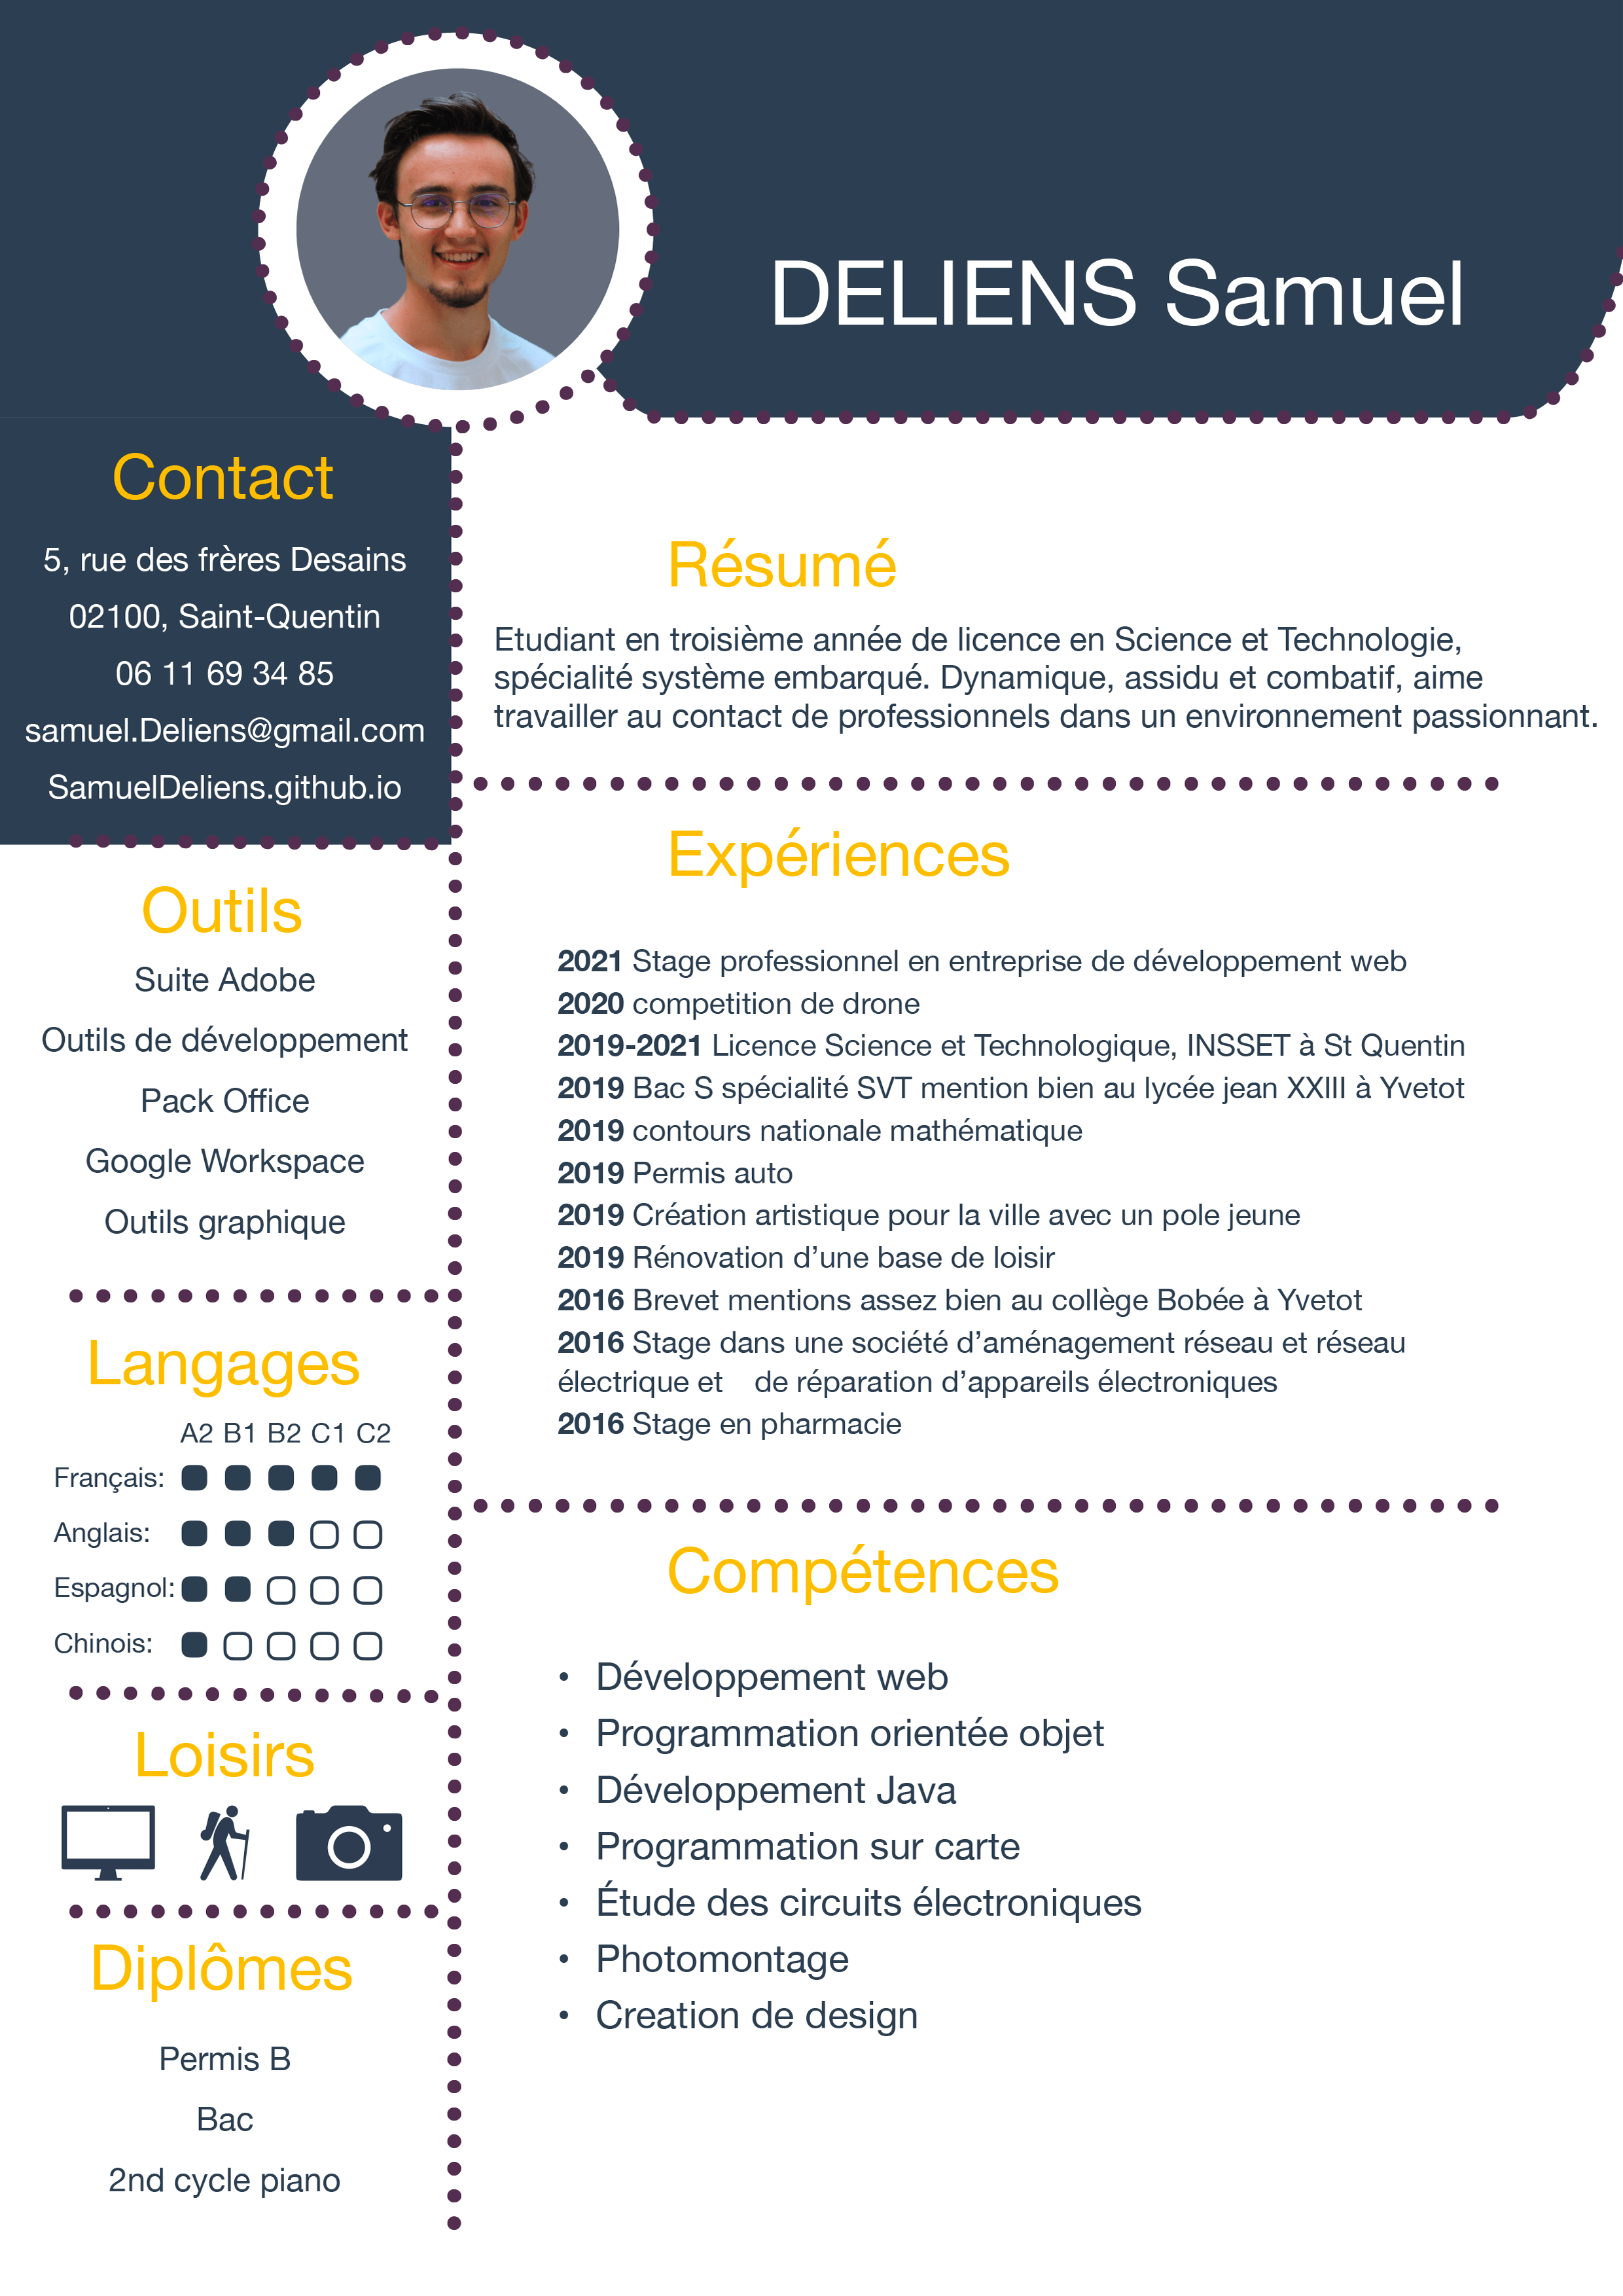 DELIENS Samuel
Contact
5, rue des frères Desains
02100, Saint-Quentin
06 11 69 34 85
samuel.Deliens@gmail.com
SamuelDeliens.github.io
Outils
Suite Adobe
Outils de développement
Pack Office
Google Workspace
Outils graphique
Langages
A2 B1 B2 C1 C2
Français:
Anglais:
Espagnol:
Chinois:
Loisirs
Diplômes
Permis B
Bac
2nd cycle piano
Résumé
Etudiant en troisième année de licence en Science et Technologie,
spécialité système embarqué. Dynamique, assidu et combatif, aime
travailler au contact de professionnels dans un environnement passionnant.
Expériences
2021 Stage professionnel en entreprise de développement web
2020 competition de drone
2019-2021 Licence Science et Technologique, INSSET à St Quentin
2019 Bac S spécialité SVT mention bien au lycée jean XXIII à Yvetot
2019 contours nationale mathématique
2019 Permis auto
2019 Création artistique pour la ville avec un pole jeune
2019 Rénovation d’une base de loisir
2016 Brevet mentions assez bien au collège Bobée à Yvetot
2016 Stage dans une société d’aménagement réseau et réseau
électrique et de réparation d’appareils électroniques
2016 Stage en pharmacie
Compétences
• Développement web
• Programmation orientée objet
• Développement Java
• Programmation sur carte
• Étude des circuits électroniques
• Photomontage
• Creation de design